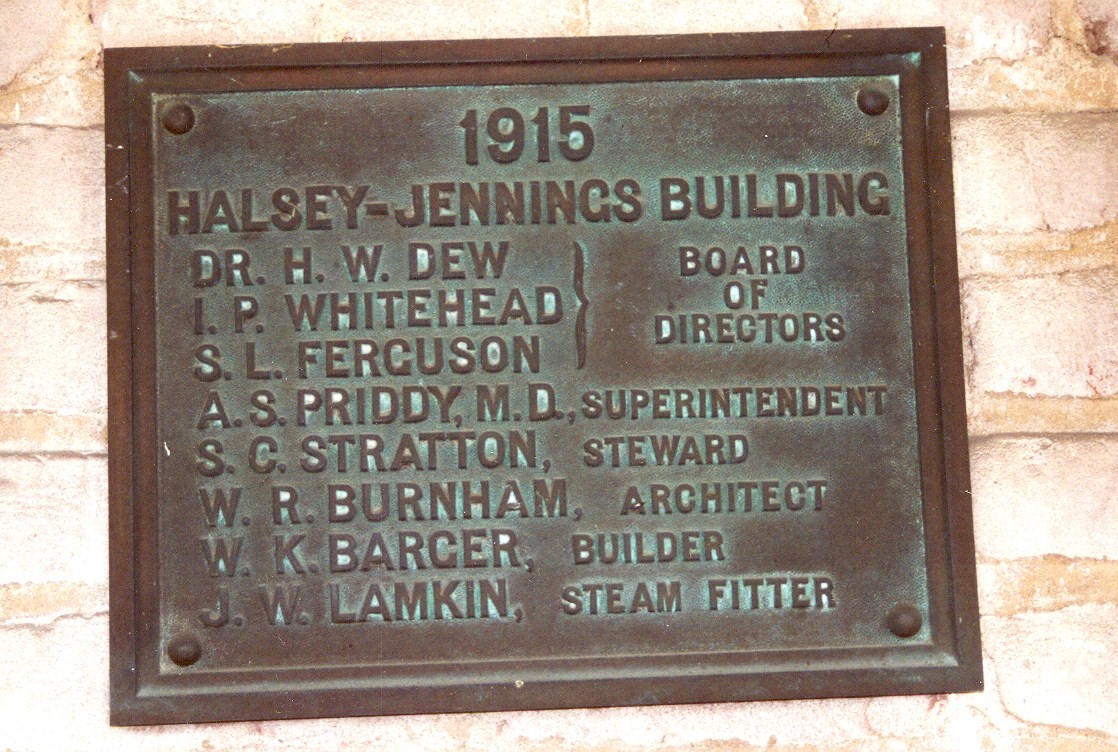 1915
HALSEY-JENNINGS BUILDING
DR. H. W. DEW
I. P. WHITEHEAD
S. L. FERGUSON
BOARD
OF
DIRECTORS
A. S. PRIDDY, M. D., SUPERINTENDENT
S. C. STRATTON, STEWARD
W. R. BURNHAM, ARCHITECT
W. K. BARGER, BUILDER
J. W. LAMKIN, STEAM FITTER